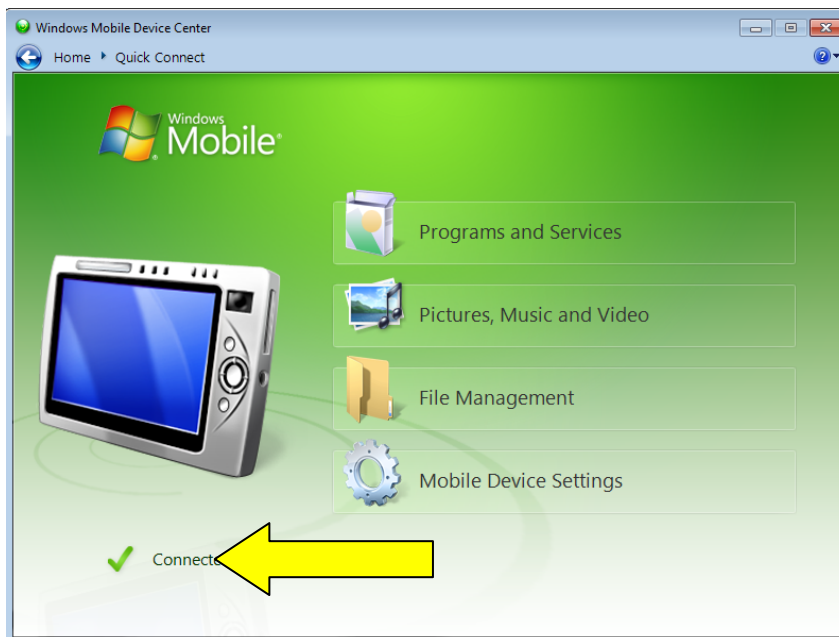 Windows Mobile Device Center
Home Quick Connect
Windows
Mobile
Programs and Services
Pictures, Music and Video
File Management
Mobile Device Settings